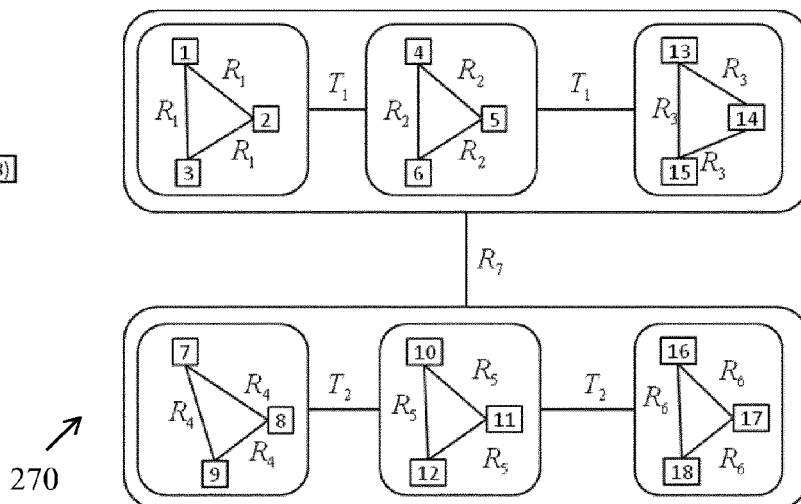 1 4 13
R₁ R₂ R₃
T₁ T₁
R₁ 2 R₂ 5 R₃ 14
R₁ R₂ R₃
3 6 15
R₇
7 10 16
R₄ R₅ R₆
T₂ T₂
R₄ 8 R₅ 11 R₆ 17
R₄ R₅ R₆
9 12 18
270